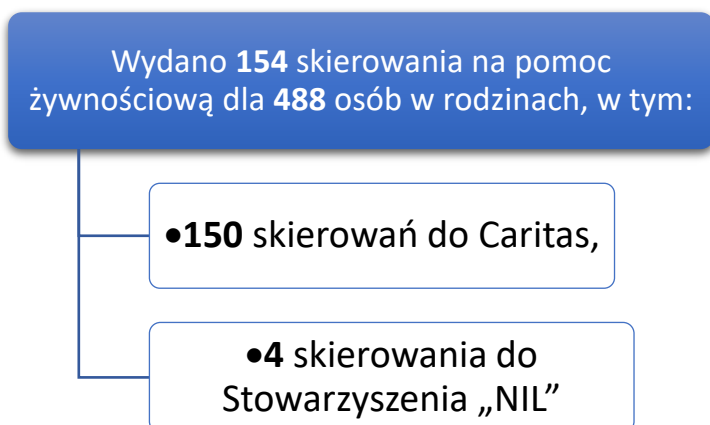 Wydano 154 skierowania na pomoc
żywnościową dla 488 osób w rodzinach, w tym:
•150 skierowań do Caritas,
•4 skierowania do
Stowarzyszenia „NIL”